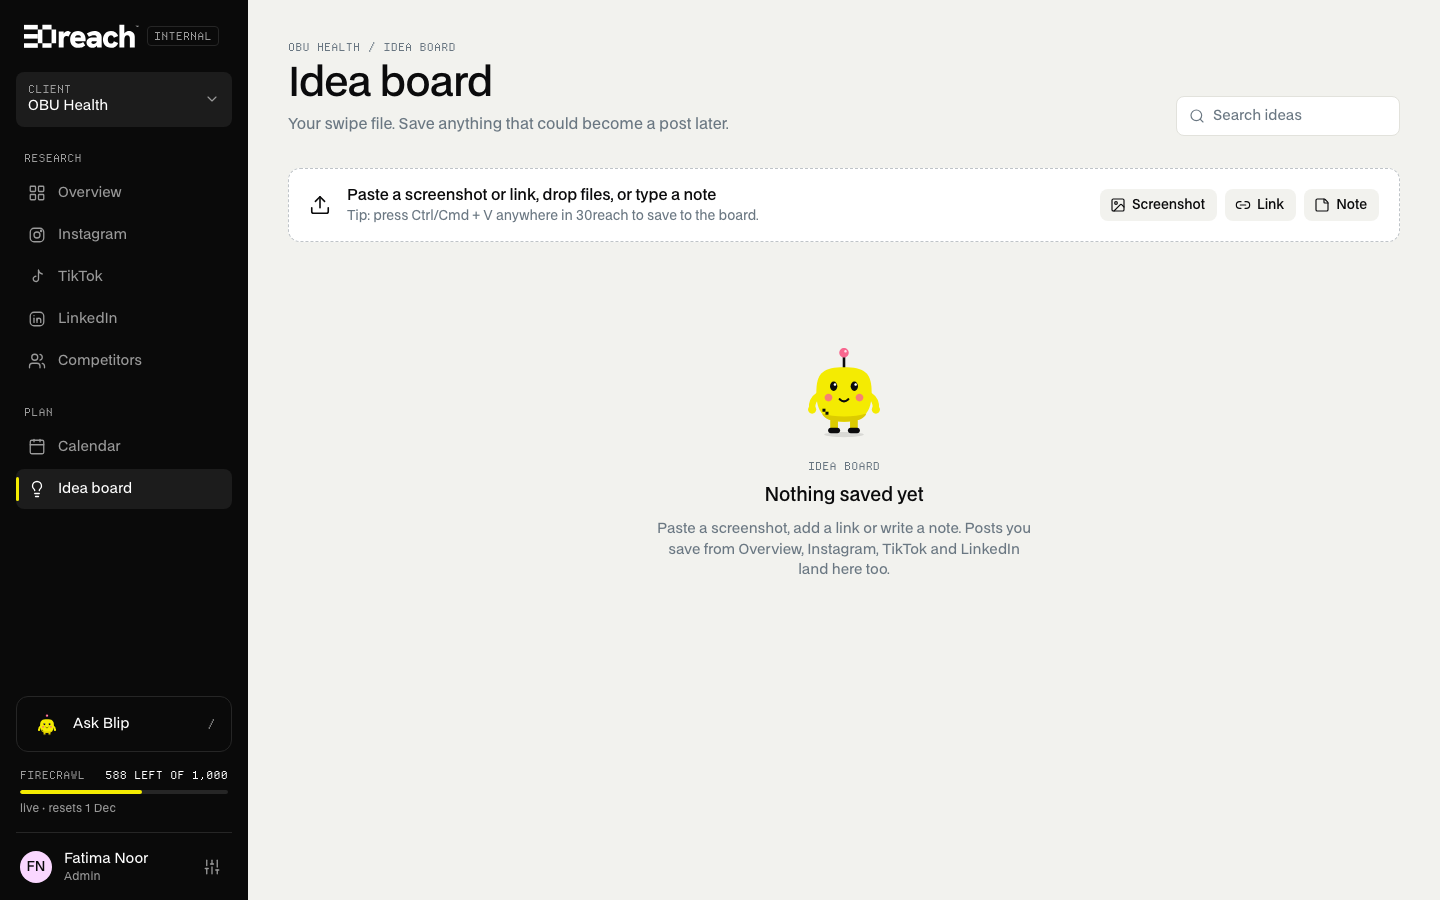 30reach
INTERNAL
CLIENT
OBU Health
RESEARCH
Overview
Instagram
TikTok
LinkedIn
Competitors
PLAN
Calendar
Idea board
Ask Blip /
FIRECRAWL 588 LEFT OF 1,000
live · resets 1 Dec
FN
Fatima Noor
Admin
OBU HEALTH / IDEA BOARD
Idea board
Your swipe file. Save anything that could become a post later.
Search ideas
Paste a screenshot or link, drop files, or type a note
Tip: press Ctrl/Cmd + V anywhere in 30reach to save to the board.
Screenshot
Link
Note
IDEA BOARD
Nothing saved yet
Paste a screenshot, add a link or write a note. Posts you
save from Overview, Instagram, TikTok and LinkedIn
land here too.